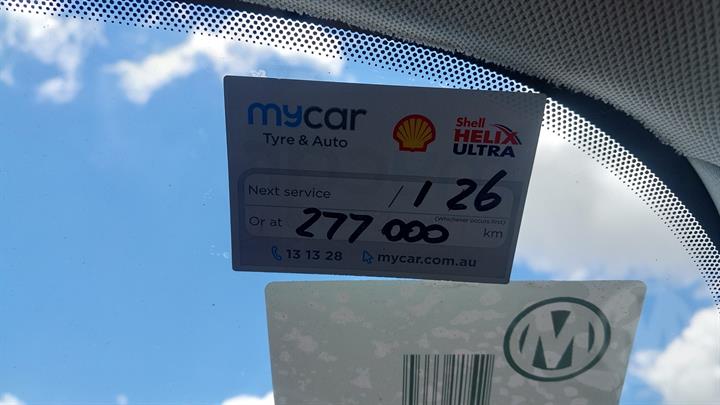 mycar
Tyre & Auto
Shell
HELIX
ULTRA
Next service / 1 26
(Whichever occurs first)
Or at 277 000 km
13 13 28 mycar.com.au
M